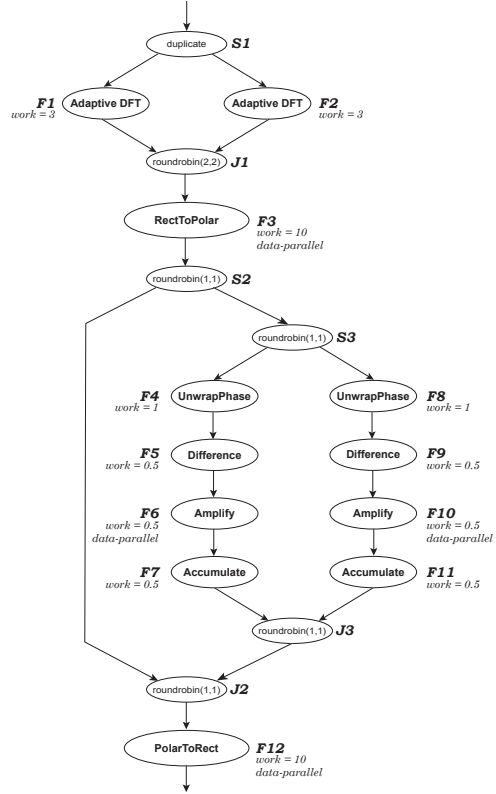 duplicate S1
F1 work = 3 Adaptive DFT
Adaptive DFT F2 work = 3
roundrobin(2,2) J1
RectToPolar F3
work = 10
data-parallel
roundrobin(1,1) S2
roundrobin(1,1) S3
F4 work = 1 UnwrapPhase
UnwrapPhase F8 work = 1
F5 work = 0.5 Difference
Difference F9 work = 0.5
F6 work = 0.5 data-parallel Amplify
Amplify F10 work = 0.5 data-parallel
F7 work = 0.5 Accumulate
Accumulate F11 work = 0.5
roundrobin(1,1) J3
roundrobin(1,1) J2
PolarToRect F12
work = 10
data-parallel